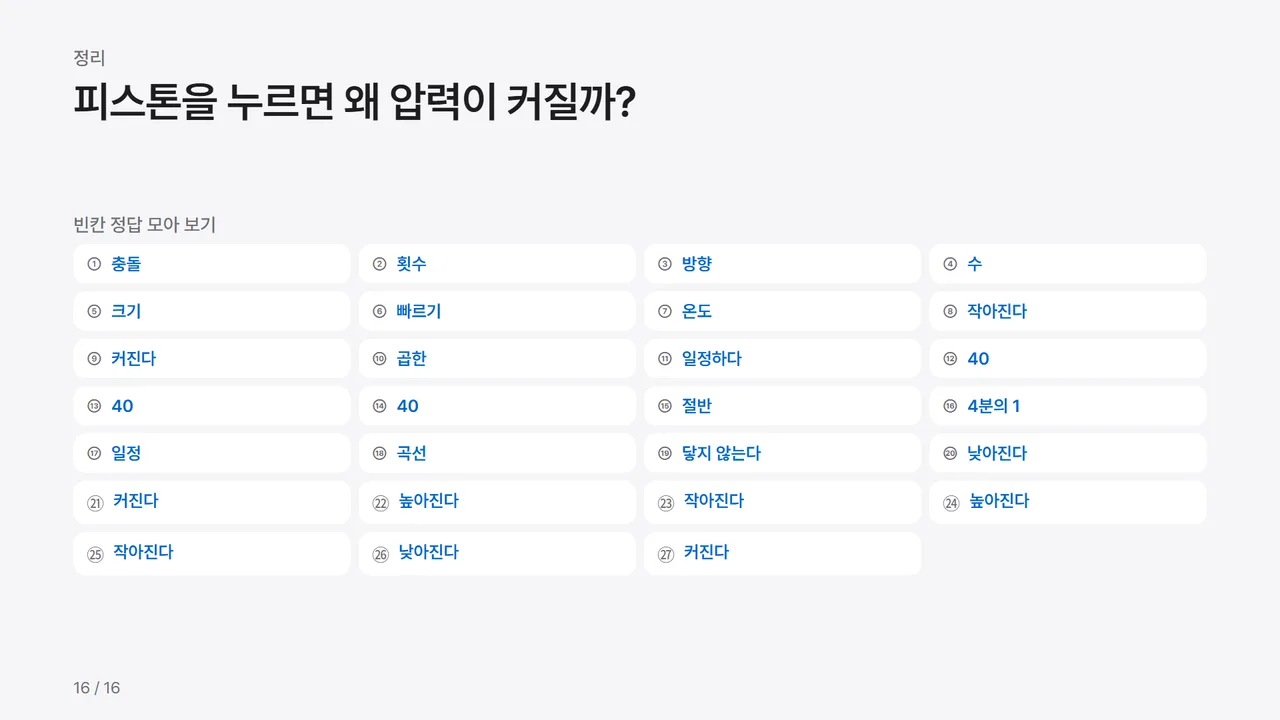 정리
피스톤을 누르면 왜 압력이 커질까?
빈칸 정답 모아 보기
① 충돌 ② 횟수 ③ 방향 ④ 수
⑤ 크기 ⑥ 빠르기 ⑦ 온도 ⑧ 작아진다
⑨ 커진다 ⑩ 곱한 ⑪ 일정하다 ⑫ 40
⑬ 40 ⑭ 40 ⑮ 절반 ⑯ 4분의 1
⑰ 일정 ⑱ 곡선 ⑲ 닿지 않는다 ⑳ 낮아진다
㉑ 커진다 ㉒ 높아진다 ㉓ 작아진다 ㉔ 높아진다
㉕ 작아진다 ㉖ 낮아진다 ㉗ 커진다
16 / 16